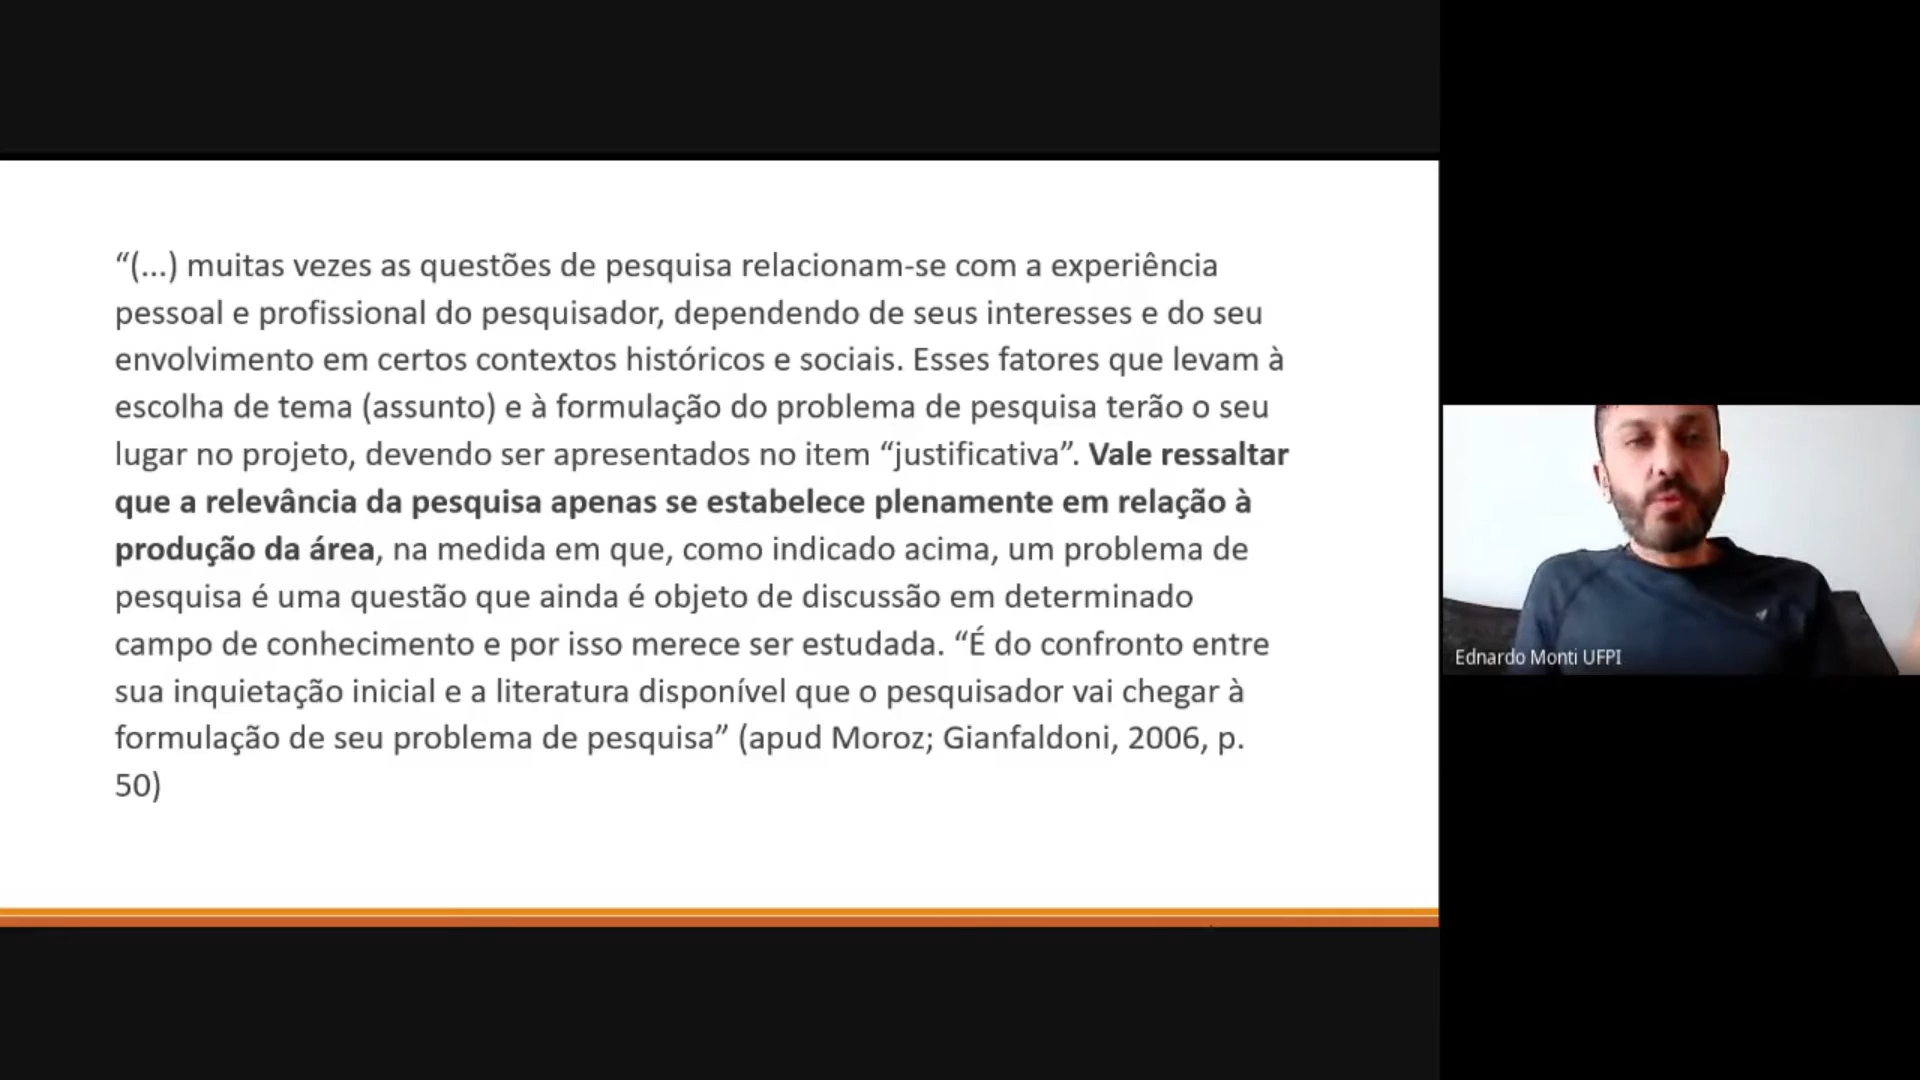 “(...) muitas vezes as questões de pesquisa relacionam-se com a experiência
pessoal e profissional do pesquisador, dependendo de seus interesses e do seu
envolvimento em certos contextos históricos e sociais. Esses fatores que levam à
escolha de tema (assunto) e à formulação do problema de pesquisa terão o seu
lugar no projeto, devendo ser apresentados no item “justificativa”. Vale ressaltar
que a relevância da pesquisa apenas se estabelece plenamente em relação à
produção da área, na medida em que, como indicado acima, um problema de
pesquisa é uma questão que ainda é objeto de discussão em determinado
campo de conhecimento e por isso merece ser estudada. “É do confronto entre
sua inquietação inicial e a literatura disponível que o pesquisador vai chegar à
formulação de seu problema de pesquisa” (apud Moroz; Gianfaldoni, 2006, p.
50)
Ednardo Monti UFPI